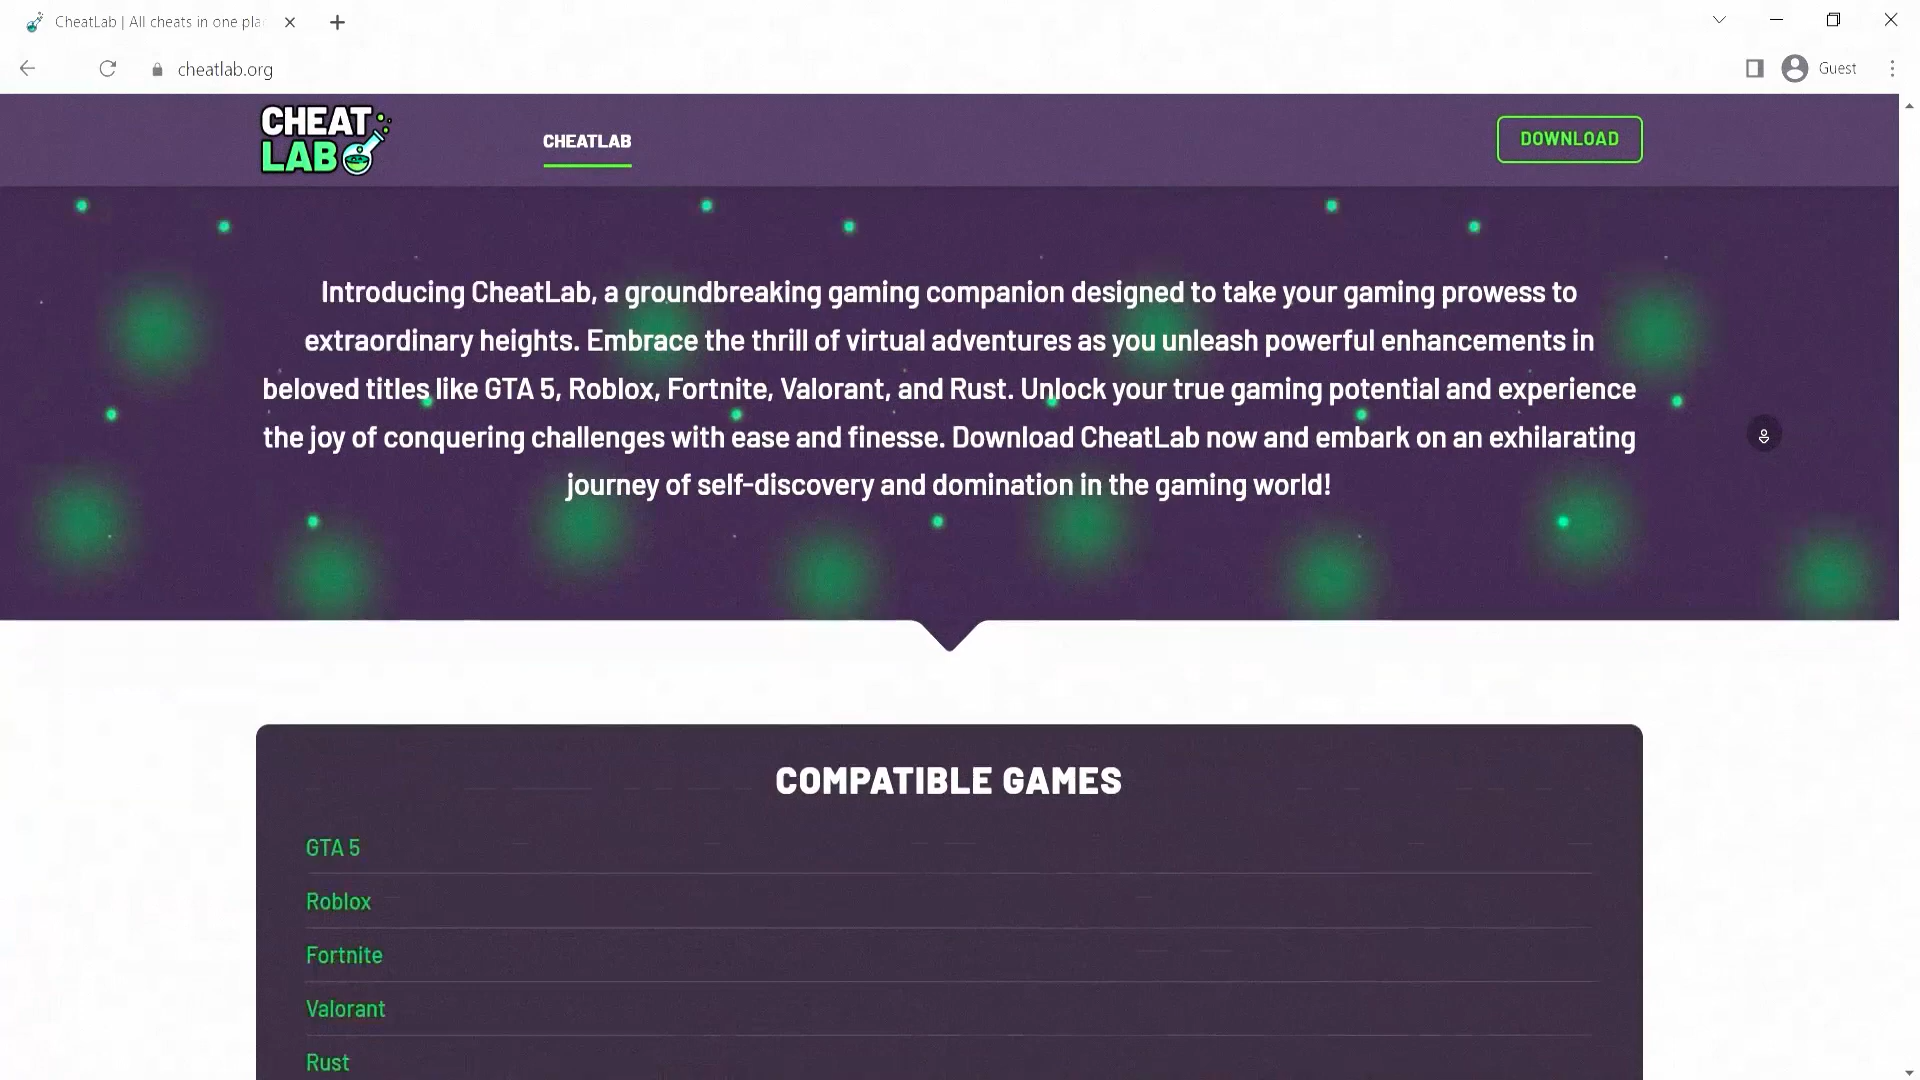 CheatLab | All cheats in one pla
cheatlab.org
Guest
CHEAT
LAB
CHEATLAB
DOWNLOAD
Introducing CheatLab, a groundbreaking gaming companion designed to take your gaming prowess to
extraordinary heights. Embrace the thrill of virtual adventures as you unleash powerful enhancements in
beloved titles like GTA 5, Roblox, Fortnite, Valorant, and Rust. Unlock your true gaming potential and experience
the joy of conquering challenges with ease and finesse. Download CheatLab now and embark on an exhilarating
journey of self-discovery and domination in the gaming world!
COMPATIBLE GAMES
GTA 5
Roblox
Fortnite
Valorant
Rust